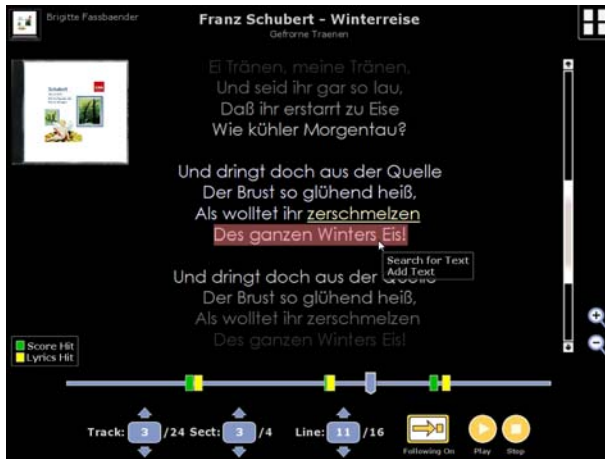 Brigitte Fassbaender
Franz Schubert - Winterreise
Gefrorne Traenen
Schubert
Ei Tränen, meine Tränen,
Und seid ihr gar so lau,
Daß ihr erstarrt zu Eise
Wie kühler Morgentau?
Und dringt doch aus der Quelle
Der Brust so glühend heiß,
Als wolltet ihr zerschmelzen
Des ganzen Winters Eis!
Search for Text
Add Text
Und dringt doch aus der Quelle
Der Brust so glühend heiß,
Als wolltet ihr zerschmelzen
Des ganzen Winters Eis!
Score Hit
Lyrics Hit
Track: 3 /24 Sect: 3 /4 Line: 11 /16
Following On Play Stop